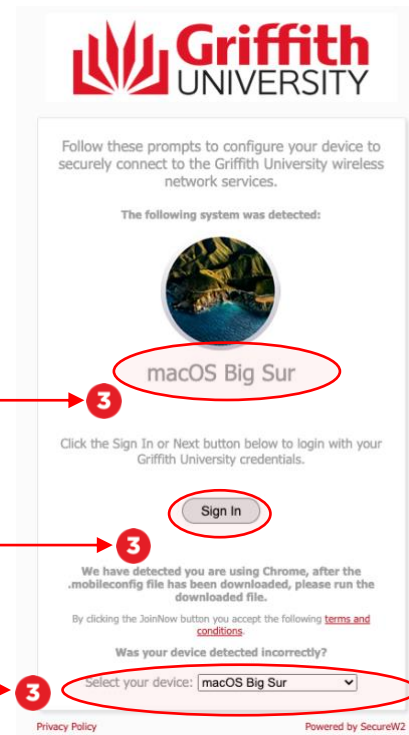 Griffith
UNIVERSITY
Follow these prompts to configure your device to
securely connect to the Griffith University wireless
network services.
The following system was detected:
macOS Big Sur
3
Click the Sign In or Next button below to login with your
Griffith University credentials.
Sign In
3
We have detected you are using Chrome, after the
.mobileconfig file has been downloaded, please run the
downloaded file.
By clicking the JoinNow button you accept the following terms and
conditions.
Was your device detected incorrectly?
3 Select your device: macOS Big Sur
Privacy Policy Powered by SecureW2